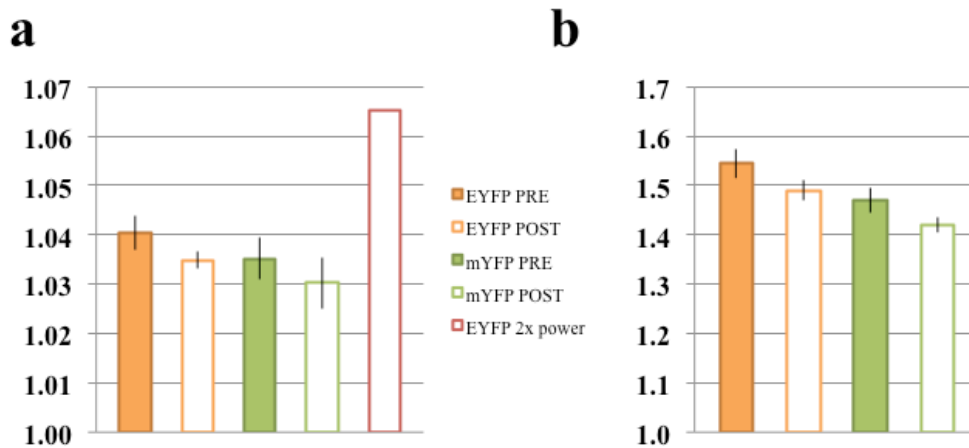 a
1.07
1.06
1.05
1.04
1.03
1.02
1.01
1.00
EYFP PRE
EYFP POST
mYFP PRE
mYFP POST
EYFP 2x power
b
1.7
1.6
1.5
1.4
1.3
1.2
1.1
1.0